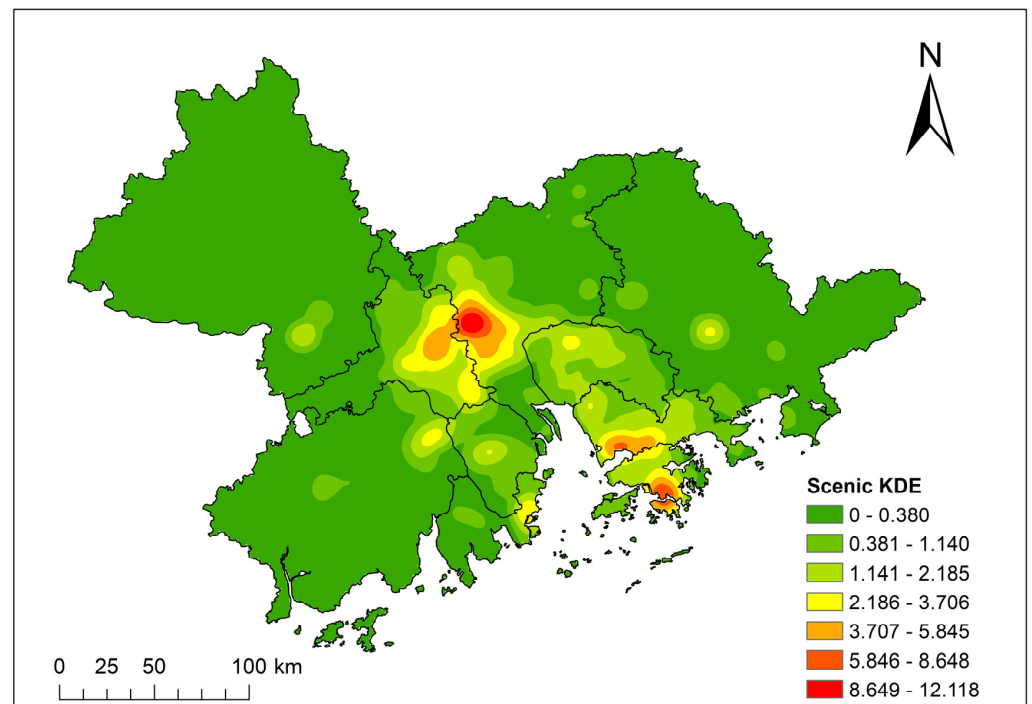 N
Scenic KDE
0 - 0.380
0.381 - 1.140
1.141 - 2.185
2.186 - 3.706
3.707 - 5.845
5.846 - 8.648
8.649 - 12.118
0 25 50 100 km